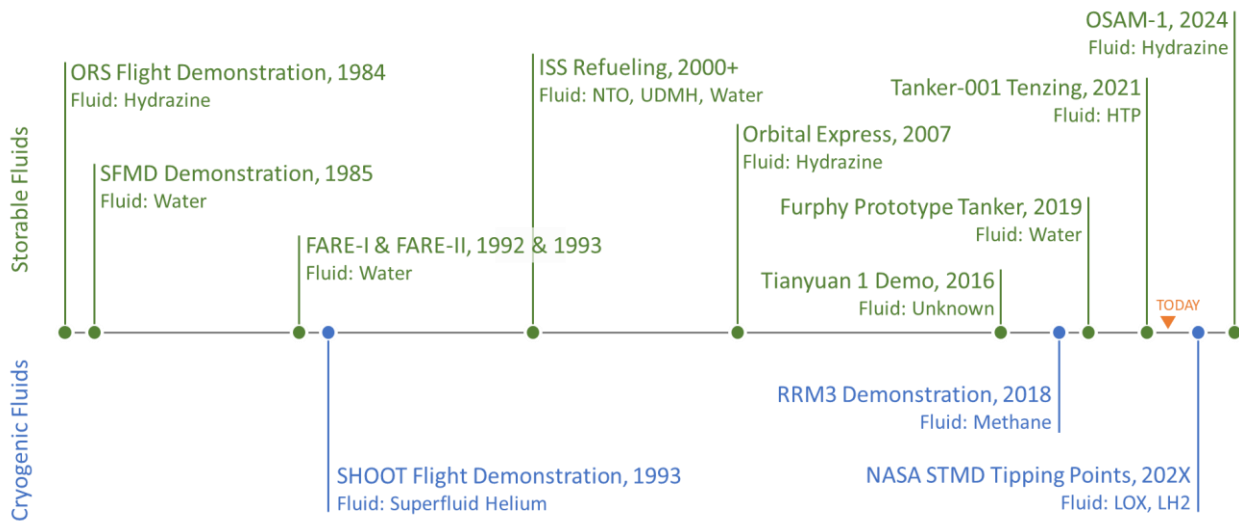 OSAM-1, 2024
Fluid: Hydrazine
ORS Flight Demonstration, 1984
Fluid: Hydrazine
ISS Refueling, 2000+
Fluid: NTO, UDMH, Water
Tanker-001 Tenzing, 2021
Fluid: HTP
Orbital Express, 2007
Fluid: Hydrazine
SFMD Demonstration, 1985
Fluid: Water
Furphy Prototype Tanker, 2019
Fluid: Water
FARE-I & FARE-II, 1992 & 1993
Fluid: Water
Tianyuan 1 Demo, 2016
Fluid: Unknown
TODAY
Storable Fluids
Cryogenic Fluids
RRM3 Demonstration, 2018
Fluid: Methane
SHOOT Flight Demonstration, 1993
Fluid: Superfluid Helium
NASA STMD Tipping Points, 202X
Fluid: LOX, LH2